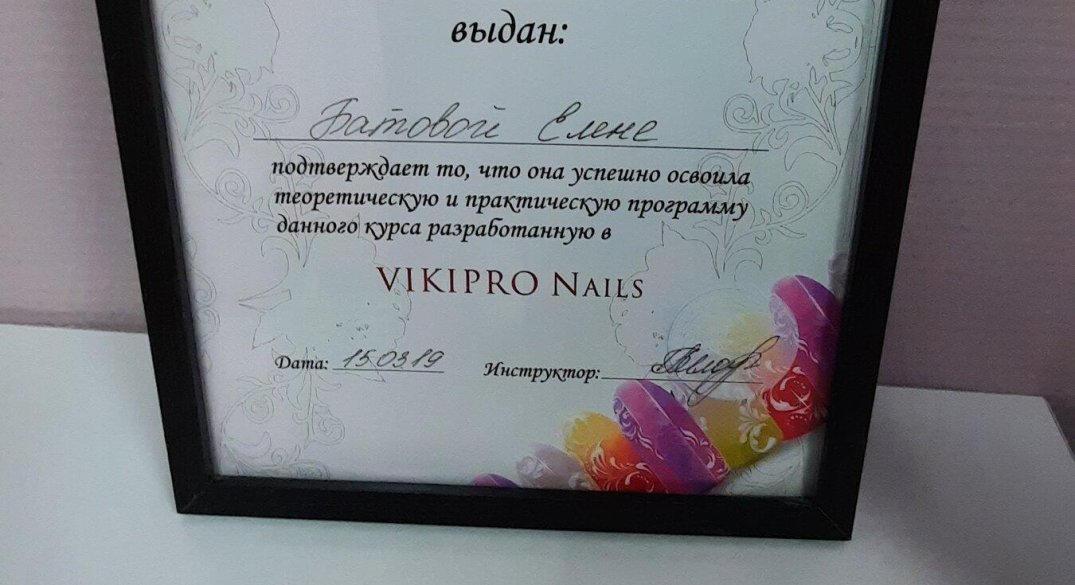 выдан:
Батовой Елене
подтверждает то, что она успешно освоила
теоретическую и практическую программу
данного курса разработанную в
VIKIPRO NAILS
Дата: 15.03.19 Инструктор: